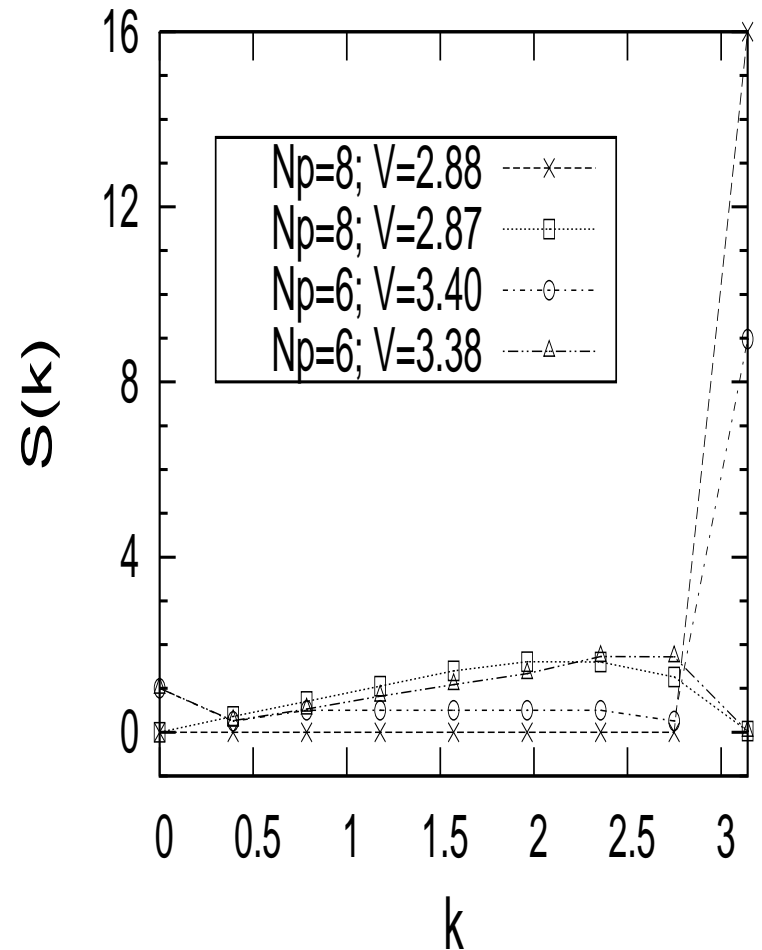 16
12
8
4
0
S(k)
Np=8; V=2.88
Np=8; V=2.87
Np=6; V=3.40
Np=6; V=3.38
0 0.5 1 1.5 2 2.5 3
k